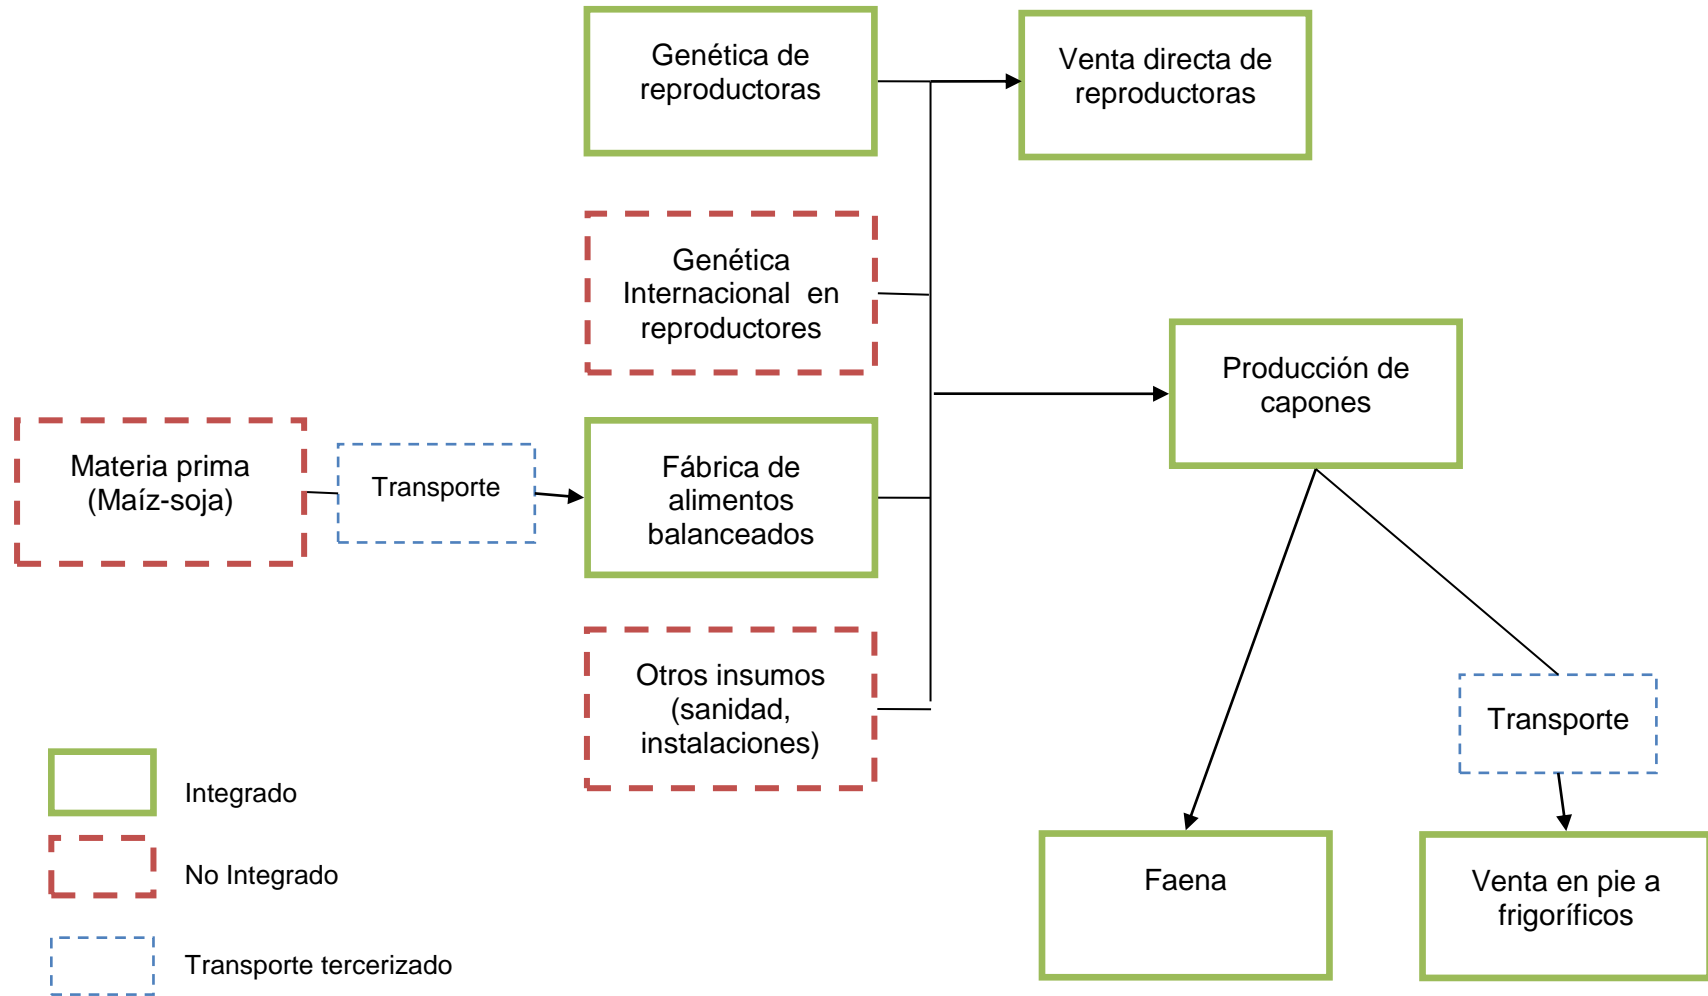 Genética de
reproductoras
Venta directa de
reproductoras
Genética
Internacional  en
reproductores
Producción de
capones
Materia prima
(Maíz-soja)
Transporte
Fábrica de
alimentos
balanceados
Otros insumos
(sanidad,
instalaciones)
Transporte
Integrado
No Integrado
Transporte tercerizado
Faena
Venta en pie a
frigoríficos